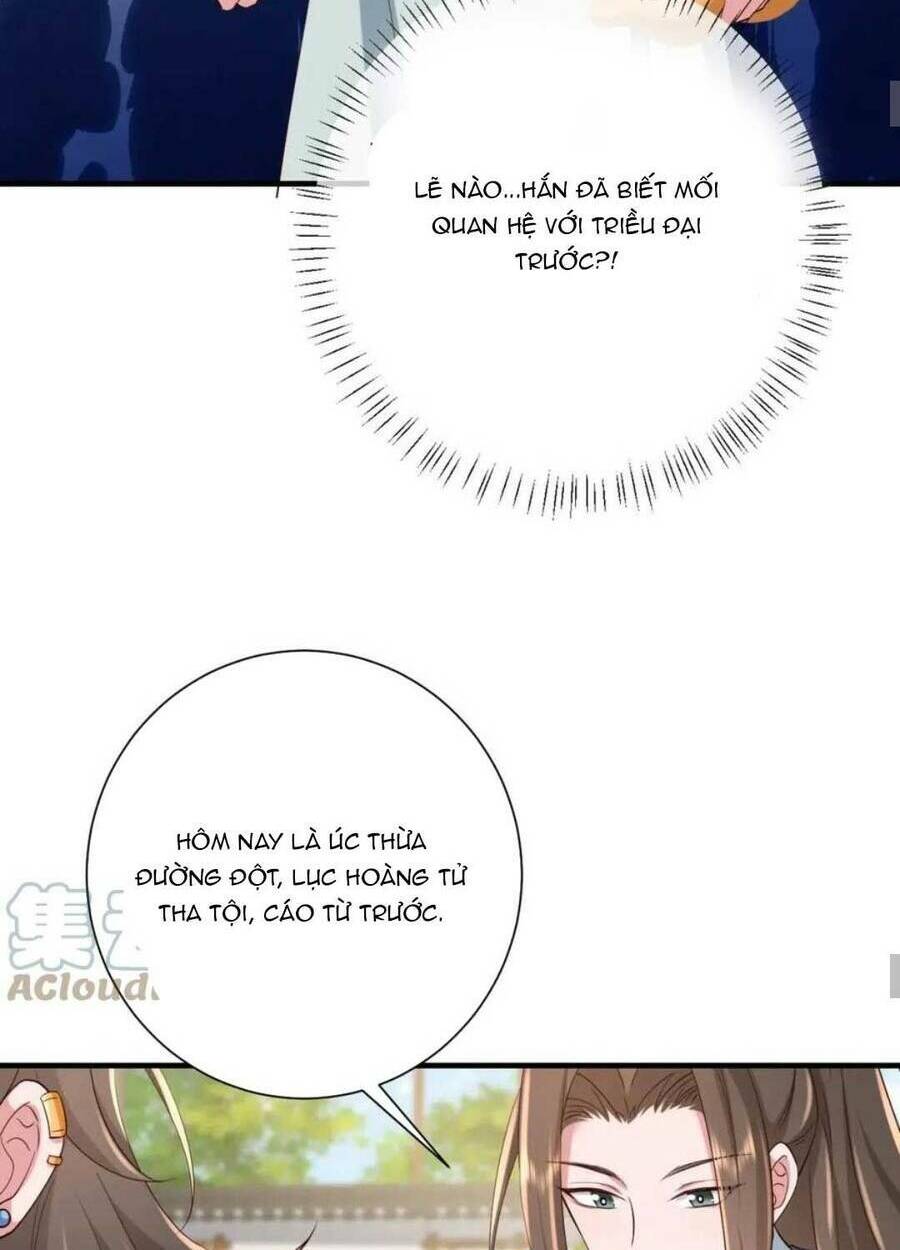 LẼ NÀO...HẮN ĐÃ BIẾT MỐI
QUAN HỆ VỚI TRIỀU ĐẠI
TRƯỚC?!
HÔM NAY LÀ ÚC THỪA
ĐƯỜNG ĐỘT, LỤC HOÀNG TỬ
THA TỘI, CÁO TỪ TRƯỚC.
集
ACloud